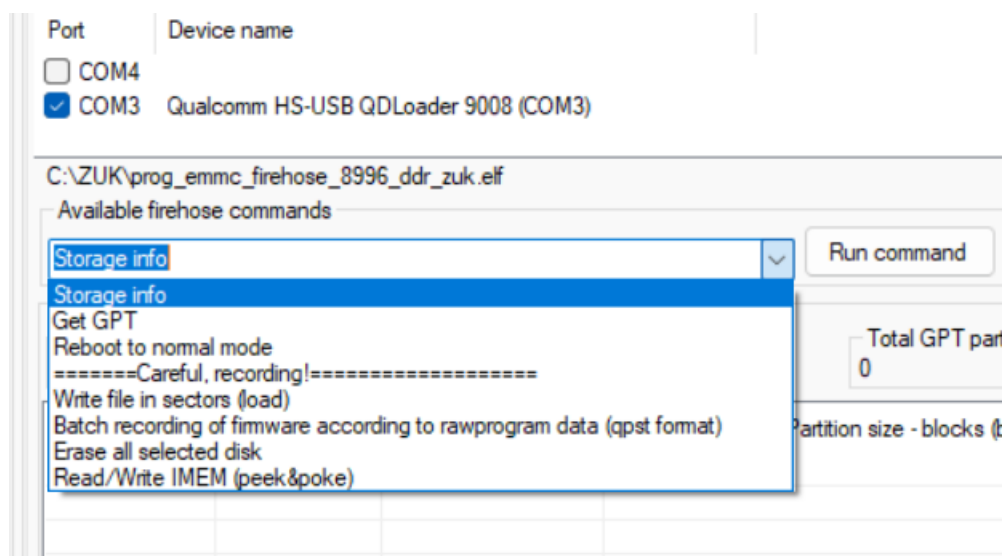 Port Device name
COM4
COM3 Qualcomm HS-USB QDLoader 9008 (COM3)
C:\ZUK\prog_emmc_firehose_8996_ddr_zuk.elf
Available firehose commands
Storage info
Run command
Storage info
Get GPT
Reboot to normal mode
=======Careful, recording!===================
Write file in sectors (load)
Batch recording of firmware according to rawprogram data (qpst format)
Erase all selected disk
Read/Write IMEM (peek&poke)
Total GPT part
0
Partition size - blocks (b